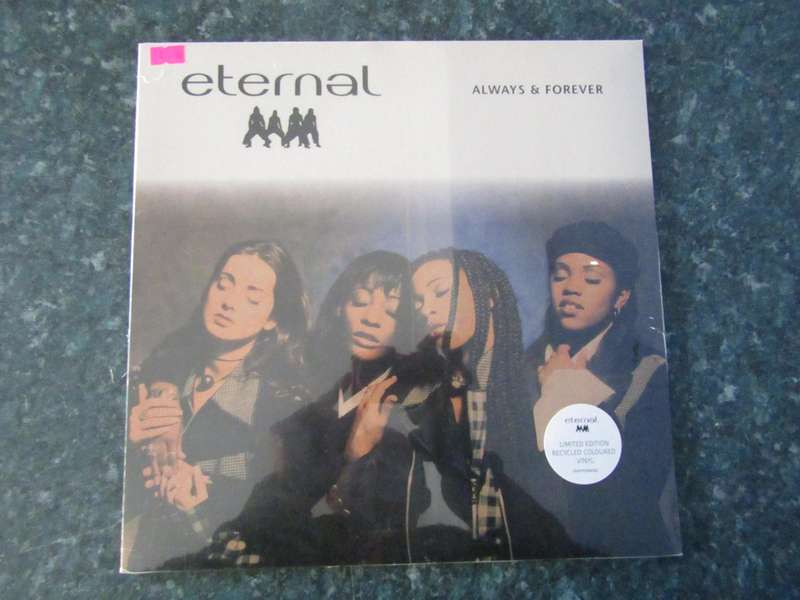 eternal
ALWAYS & FOREVER
eternal
LIMITED EDITION
RECYCLED COLOURED
VINYL